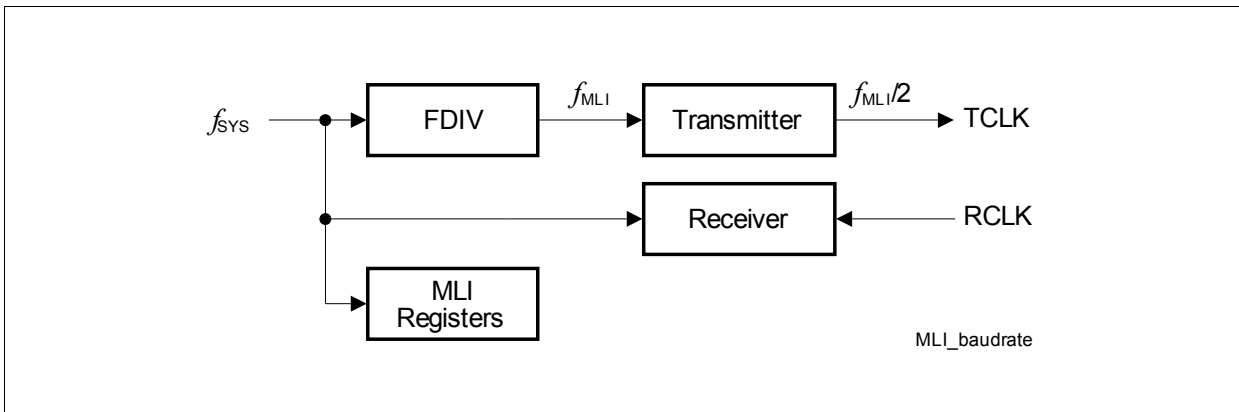 fSYS
FDIV
fMLI
Transmitter
fMLI/2
TCLK
Receiver
RCLK
MLI
Registers
MLI_baudrate